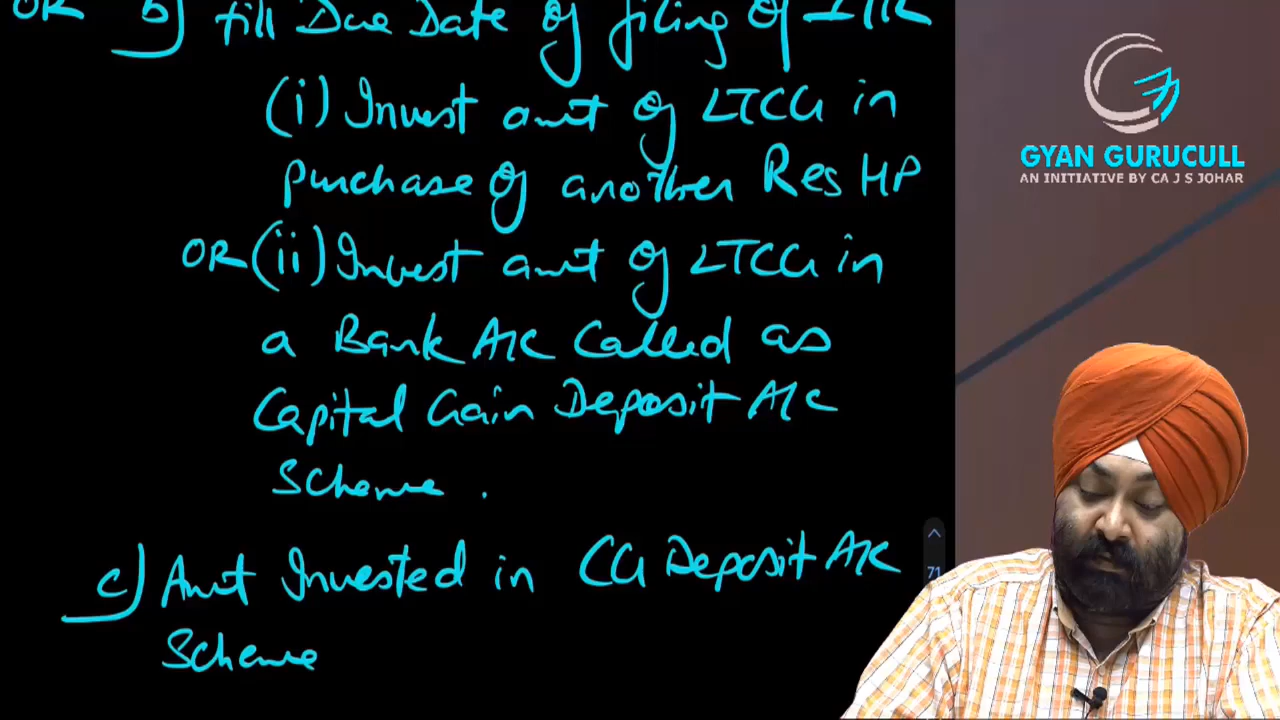 OR b) till Due Date of filing of ITR
(i) Invest amt of LTCG in
purchase of another Res HP
OR (ii) Invest amt of LTCG in
a Bank A/C Called as
Capital Gain Deposit A/C
Scheme.
c) Amt Invested in CG Deposit A/C
Scheme
GYAN GURUCULL
AN INITIATIVE BY CA J S JOHAR
71